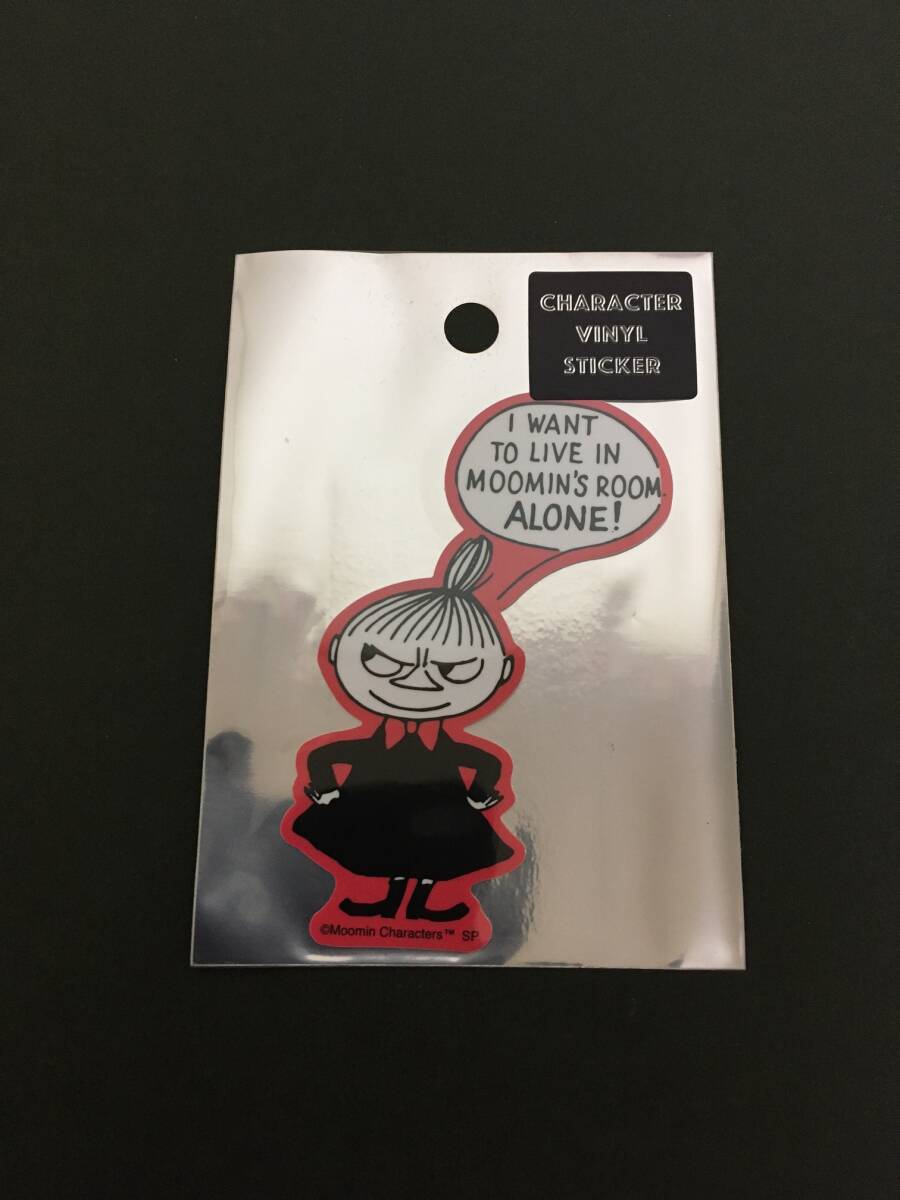 CHARACTER
VINYL
STICKER
I WANT
TO LIVE IN
MOOMIN'S ROOM.
ALONE!
©Moomin Characters™ SP